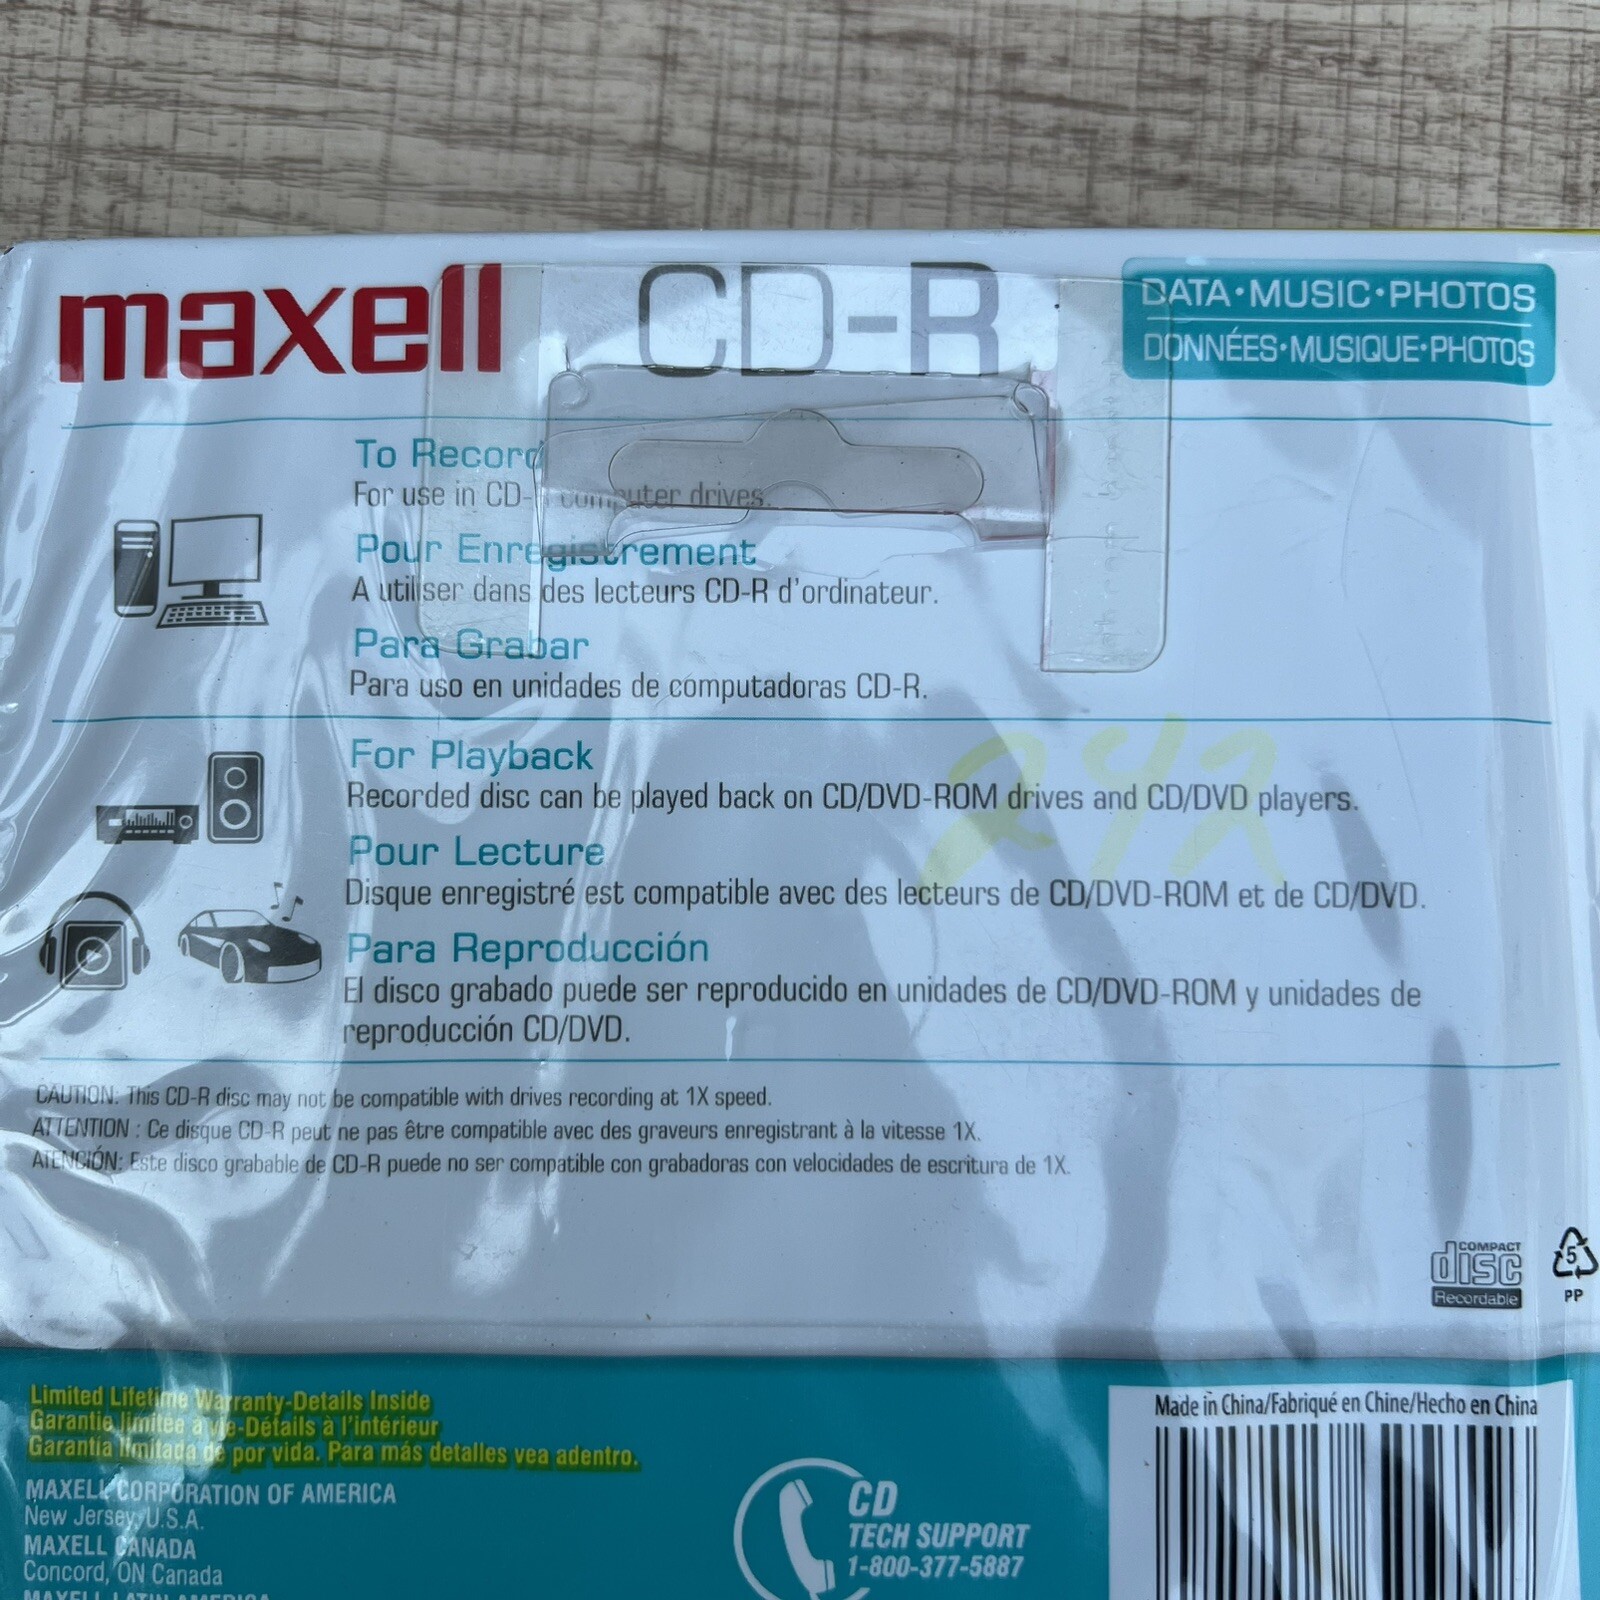 maxell CD-R
DATA•MUSIC•PHOTOS
DONNÉES•MUSIQUE•PHOTOS
To Record
For use in CD-R computer drives.
Pour Enregistrement
A utiliser dans des lecteurs CD-R d'ordinateur.
Para Grabar
Para uso en unidades de computadoras CD-R.
For Playback
Recorded disc can be played back on CD/DVD-ROM drives and CD/DVD players.
242
Pour Lecture
Disque enregistré est compatible avec des lecteurs de CD/DVD-ROM et de CD/DVD.
Para Reproducción
El disco grabado puede ser reproducido en unidades de CD/DVD-ROM y unidades de
reproducción CD/DVD.
CAUTION: This CD-R disc may not be compatible with drives recording at 1X speed.
ATTENTION : Ce disque CD-R peut ne pas être compatible avec des graveurs enregistrant à la vitesse 1X.
ATENCIÓN: Este disco grabable de CD-R puede no ser compatible con grabadoras con velocidades de escritura de 1X.
COMPACT
disc
Recordable
5
PP
Limited Lifetime Warranty-Details Inside
Garantie limitée à vie-Détails à l'intérieur
Garantía limitada de por vida. Para más detalles vea adentro.
MAXELL CORPORATION OF AMERICA
New Jersey, U.S.A.
MAXELL CANADA
Concord, ON Canada
MAXELL LATIN AMERICA
CD
TECH SUPPORT
1-800-377-5887
Made in China/Fabriqué en Chine/Hecho en China